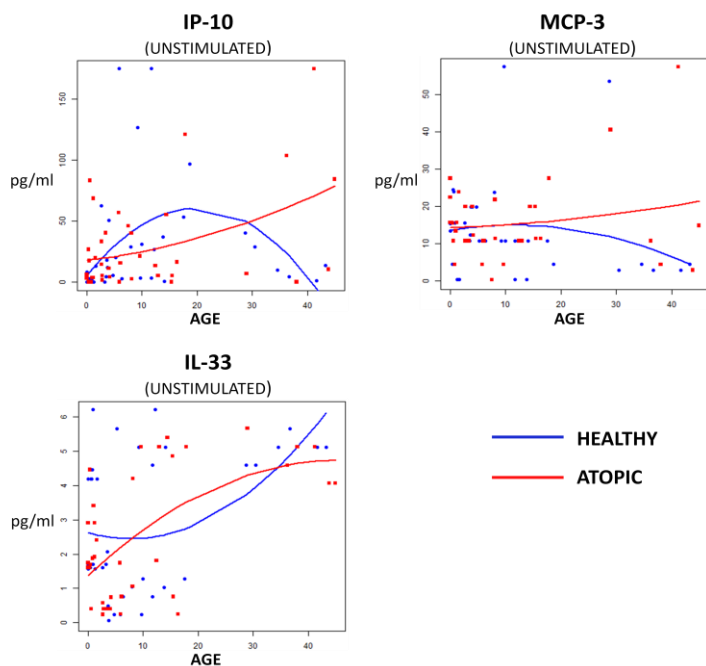 IP-10
(UNSTIMULATED)
150
100
50
0
pg/ml
0 10 20 30 40
AGE
MCP-3
(UNSTIMULATED)
50
40
30
20
10
0
pg/ml
0 10 20 30 40
AGE
IL-33
(UNSTIMULATED)
6
5
4
3
2
1
0
pg/ml
0 10 20 30 40
AGE
HEALTHY
ATOPIC